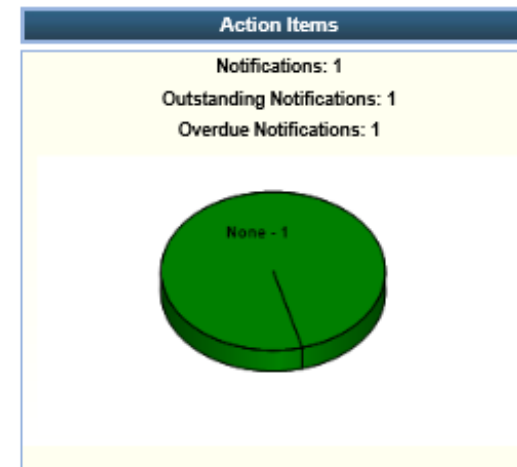 Action Items
Notifications: 1
Outstanding Notifications: 1
Overdue Notifications: 1
None - 1